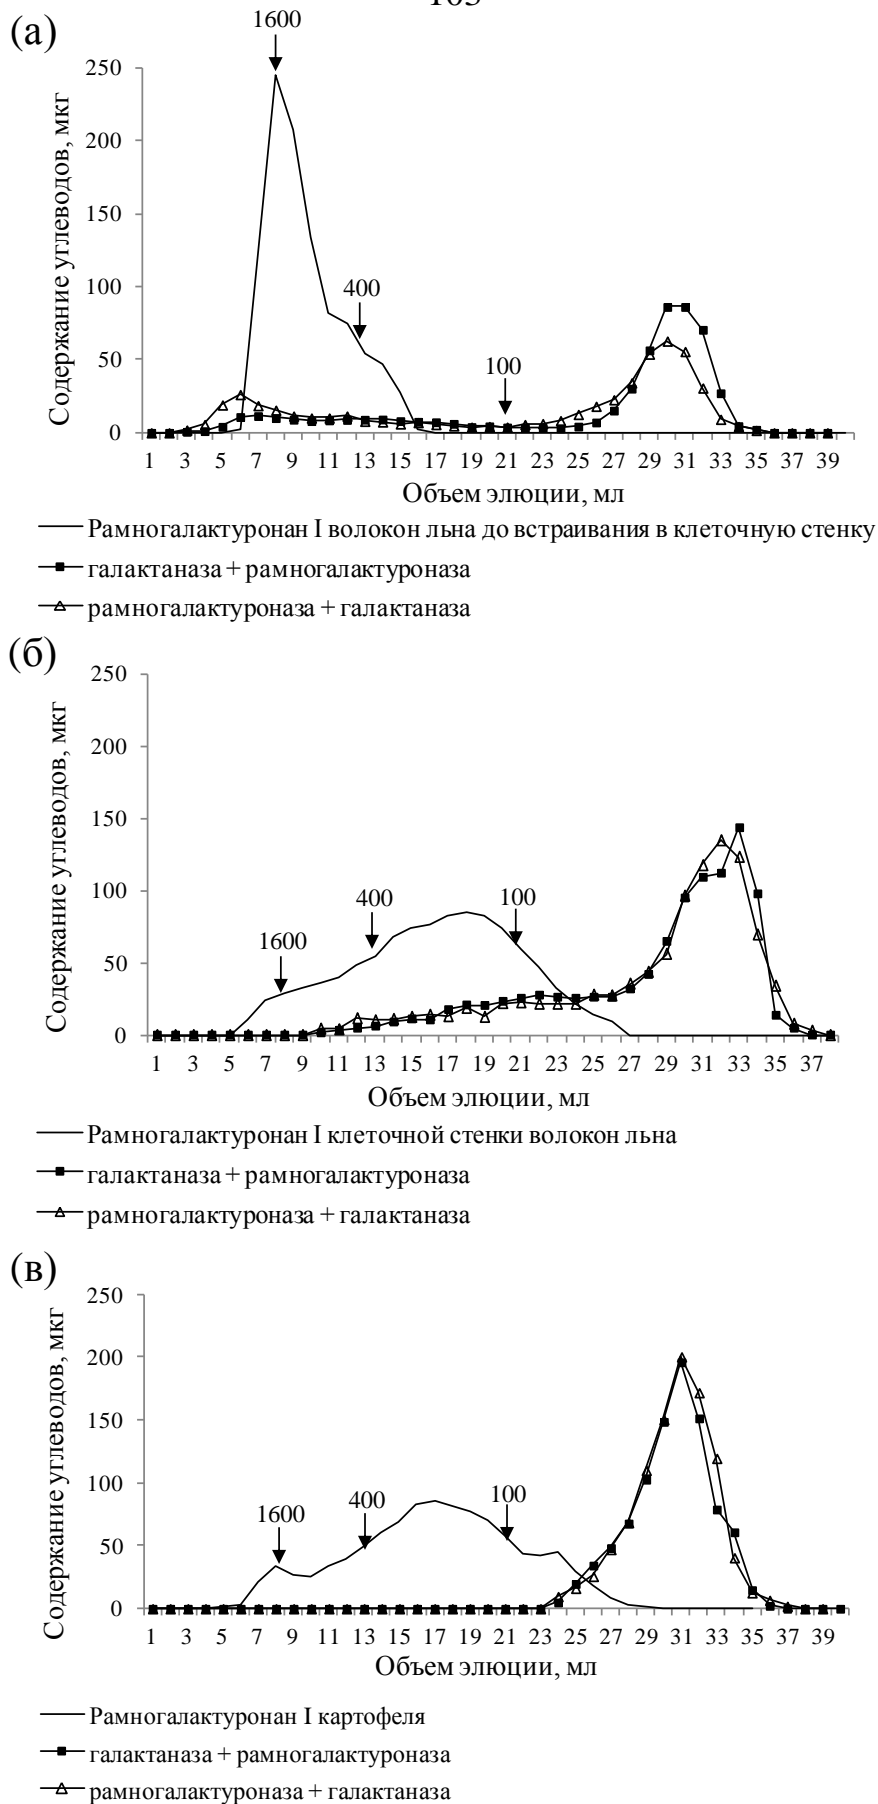 (а)
1600
250
200
150
100
50
0
400
100
Содержание углеводов, мкг
1 3 5 7 9 11 13 15 17 19 21 23 25 27 29 31 33 35 37 39
Объем элюции, мл
Рамногалактуронан I волокон льна до встраивания в клеточную стенку
галактаназа + рамногалактуроназа
рамногалактуроназа + галактаназа
(б)
250
200
150
100
50
0
1600
400
100
Содержание углеводов, мкг
1 3 5 7 9 11 13 15 17 19 21 23 25 27 29 31 33 35 37
Объем элюции, мл
Рамногалактуронан I клеточной стенки волокон льна
галактаназа + рамногалактуроназа
рамногалактуроназа + галактаназа
(в)
250
200
150
100
50
0
1600
400
100
Содержание углеводов, мкг
1 3 5 7 9 11 13 15 17 19 21 23 25 27 29 31 33 35 37 39
Объем элюции, мл
Рамногалактуронан I картофеля
галактаназа + рамногалактуроназа
рамногалактуроназа + галактаназа